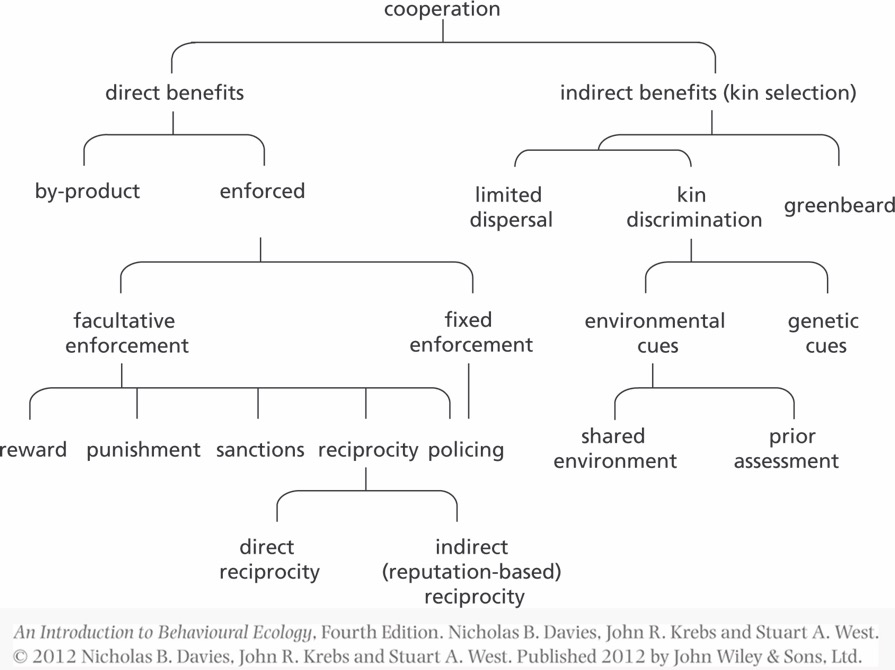 cooperation
direct benefits
indirect benefits (kin selection)
by-product
enforced
limited
dispersal
kin
discrimination
greenbeard
facultative
enforcement
fixed
enforcement
environmental
cues
genetic
cues
reward
punishment
sanctions
reciprocity
policing
shared
environment
prior
assessment
direct
reciprocity
indirect
(reputation-based)
reciprocity
An Introduction to Behavioural Ecology, Fourth Edition. Nicholas B. Davies, John R. Krebs and Stuart A. West.
© 2012 Nicholas B. Davies, John R. Krebs and Stuart A. West. Published 2012 by John Wiley & Sons, Ltd.